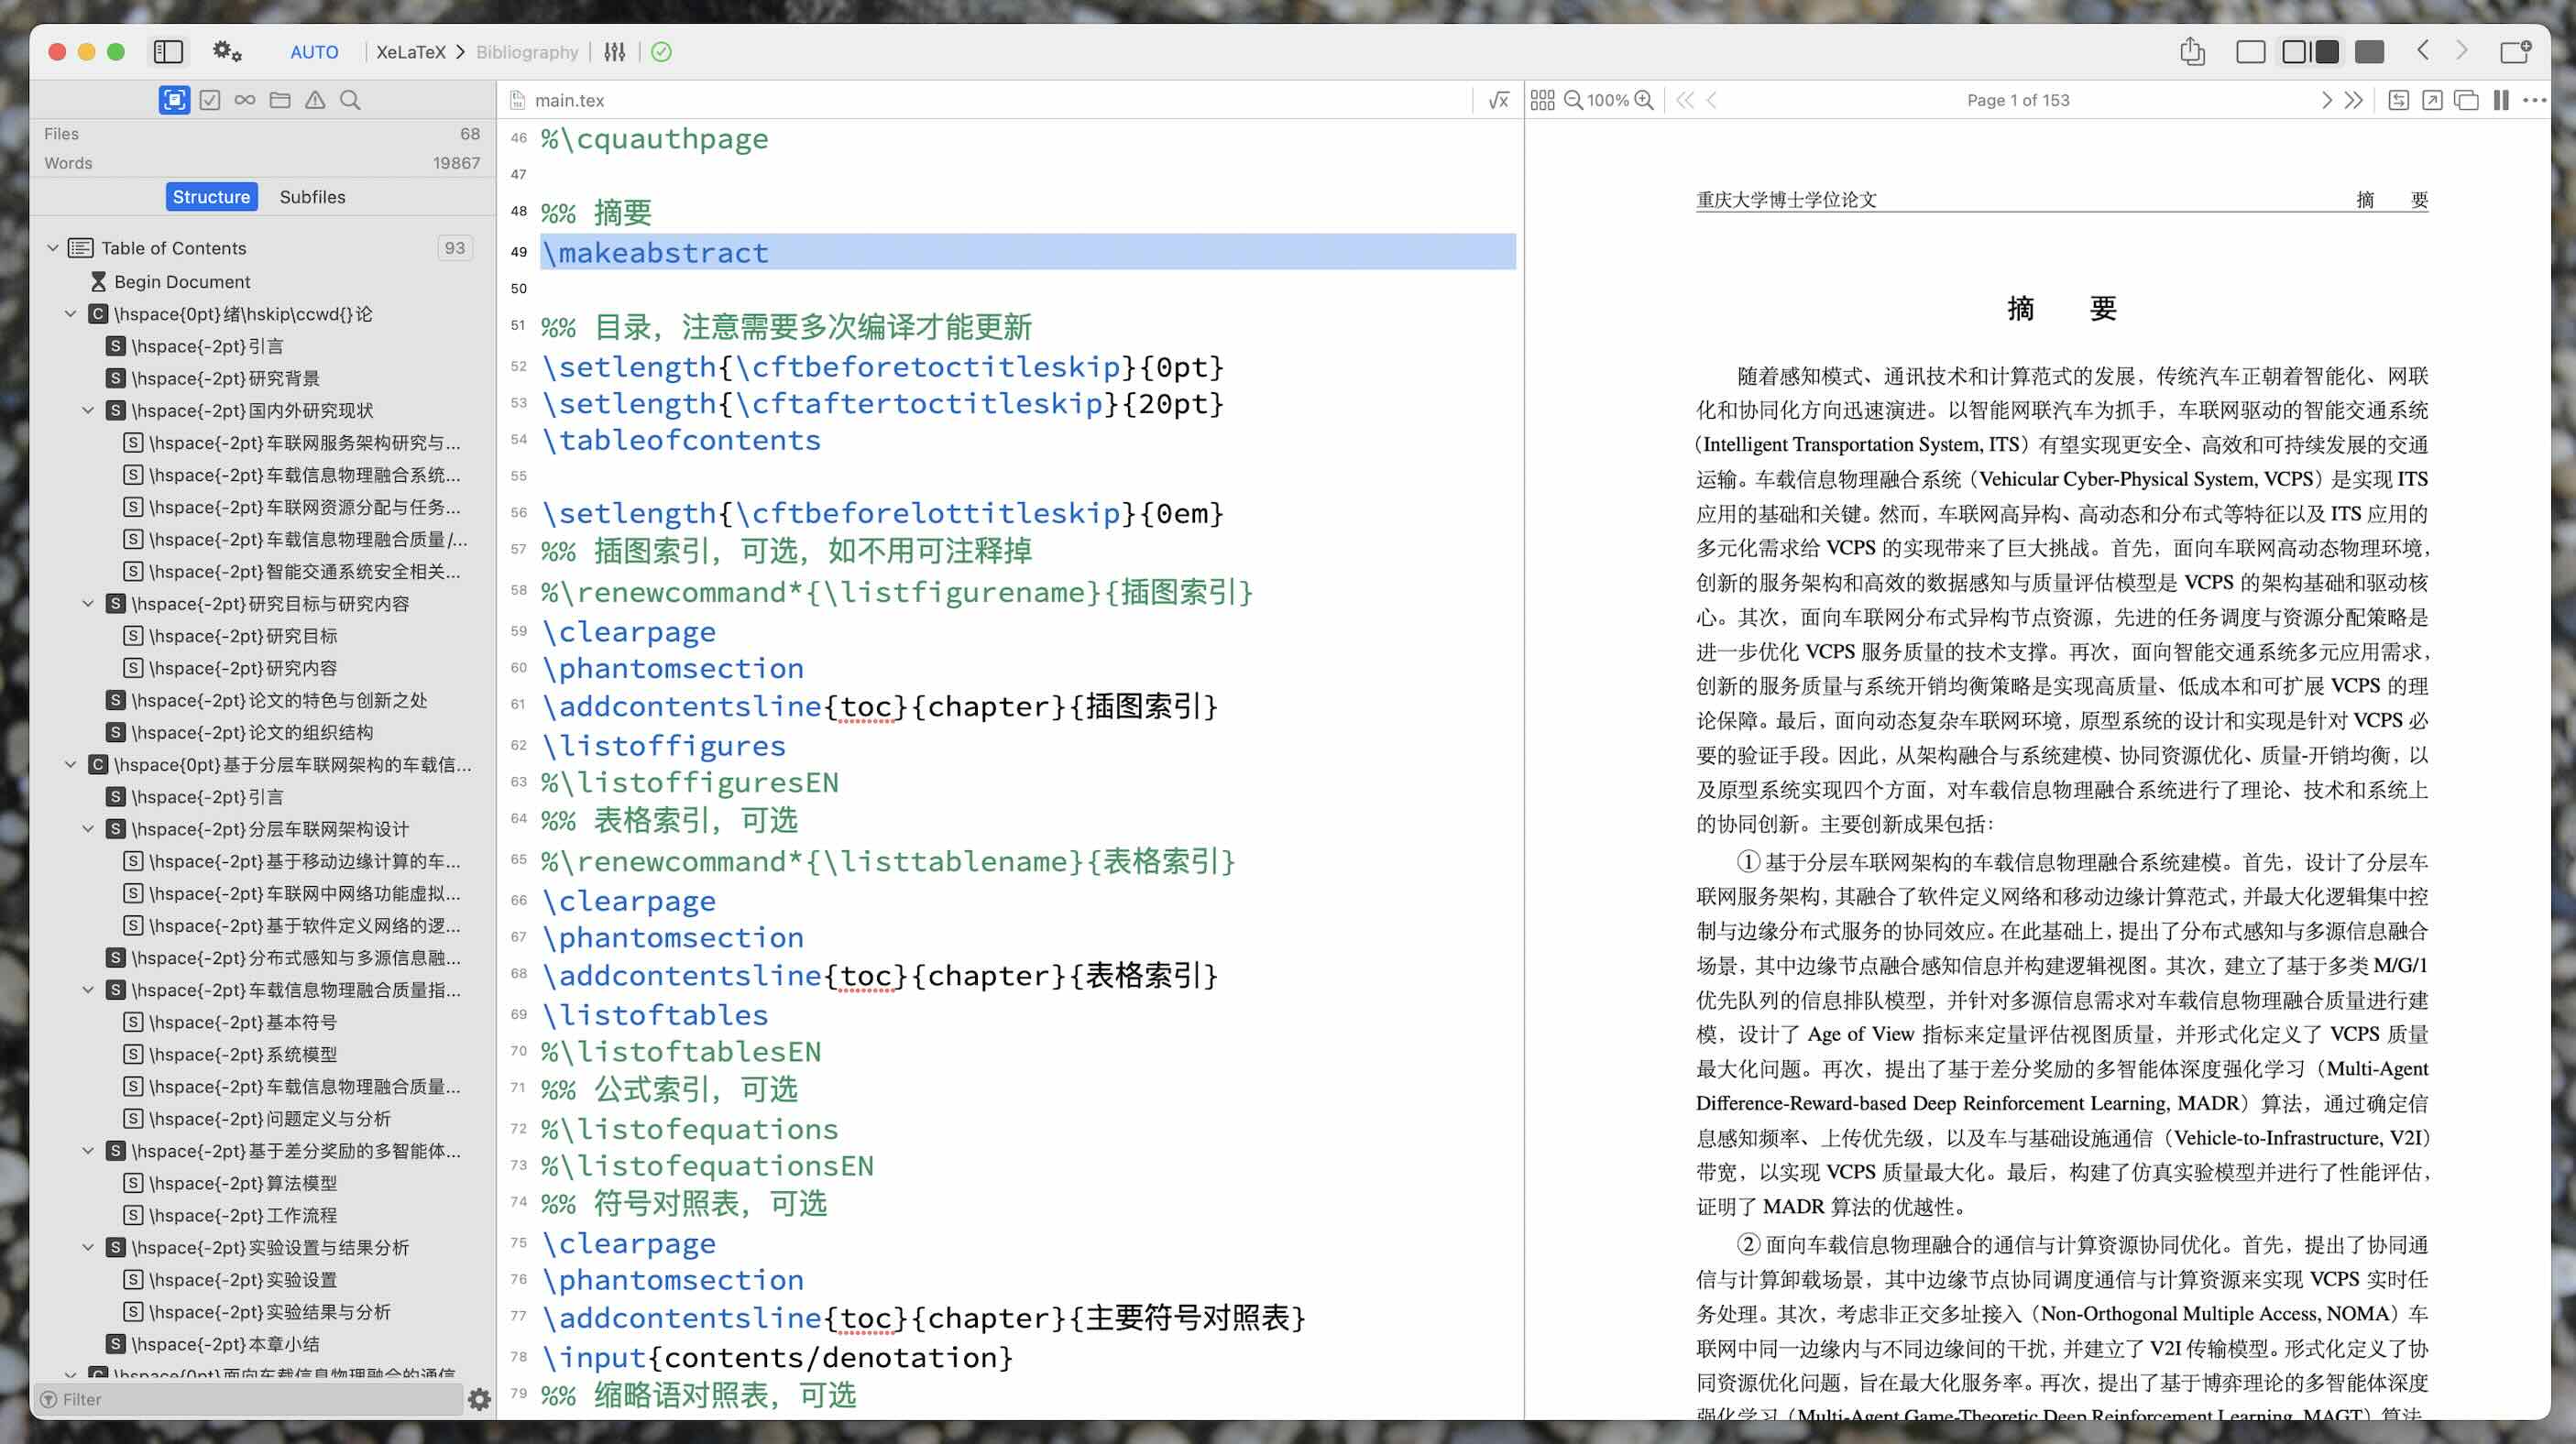 AUTO XeLaTeX Bibliography
Files 68
Words 19867
Structure Subfiles
Table of Contents 93
Begin Document
C \hspace{0pt}绪\hskip\ccwd{}论
S \hspace{-2pt}引言
S \hspace{-2pt}研究背景
S \hspace{-2pt}国内外研究现状
S \hspace{-2pt}车联网服务架构研究与...
S \hspace{-2pt}车载信息物理融合系统...
S \hspace{-2pt}车联网资源分配与任务...
S \hspace{-2pt}车载信息物理融合质量/...
S \hspace{-2pt}智能交通系统安全相关...
S \hspace{-2pt}研究目标与研究内容
S \hspace{-2pt}研究目标
S \hspace{-2pt}研究内容
S \hspace{-2pt}论文的特色与创新之处
S \hspace{-2pt}论文的组织结构
C \hspace{0pt}基于分层车联网架构的车载信...
S \hspace{-2pt}引言
S \hspace{-2pt}分层车联网架构设计
S \hspace{-2pt}基于移动边缘计算的车...
S \hspace{-2pt}车联网中网络功能虚拟...
S \hspace{-2pt}基于软件定义网络的逻...
S \hspace{-2pt}分布式感知与多源信息融...
S \hspace{-2pt}车载信息物理融合质量指...
S \hspace{-2pt}基本符号
S \hspace{-2pt}系统模型
S \hspace{-2pt}车载信息物理融合质量...
S \hspace{-2pt}问题定义与分析
S \hspace{-2pt}基于差分奖励的多智能体...
S \hspace{-2pt}算法模型
S \hspace{-2pt}工作流程
S \hspace{-2pt}实验设置与结果分析
S \hspace{-2pt}实验设置
S \hspace{-2pt}实验结果与分析
S \hspace{-2pt}本章小结
C \hspace{0pt}面向车载信息物理融合的通信
Filter
main.tex
46 %\cquauthpage
47
48 %% 摘要
49 \makeabstract
50
51 %% 目录，注意需要多次编译才能更新
52 \setlength{\cftbeforetoctitleskip}{0pt}
53 \setlength{\cftaftertoctitleskip}{20pt}
54 \tableofcontents
55
56 \setlength{\cftbeforelottitleskip}{0em}
57 %% 插图索引，可选，如不用可注释掉
58 %\renewcommand*{\listfigurename}{插图索引}
59 \clearpage
60 \phantomsection
61 \addcontentsline{toc}{chapter}{插图索引}
62 \listoffigures
63 %\listoffiguresEN
64 %% 表格索引，可选
65 %\renewcommand*{\listtablename}{表格索引}
66 \clearpage
67 \phantomsection
68 \addcontentsline{toc}{chapter}{表格索引}
69 \listoftables
70 %\listoftablesEN
71 %% 公式索引，可选
72 %\listofequations
73 %\listofequationsEN
74 %% 符号对照表，可选
75 \clearpage
76 \phantomsection
77 \addcontentsline{toc}{chapter}{主要符号对照表}
78 \input{contents/denotation}
79 %% 缩略语对照表，可选
100% Page 1 of 153
重庆大学博士学位论文 摘 要
摘 要
随着感知模式、通讯技术和计算范式的发展，传统汽车正朝着智能化、网联
化和协同化方向迅速演进。以智能网联汽车为抓手，车联网驱动的智能交通系统
（Intelligent Transportation System, ITS）有望实现更安全、高效和可持续发展的交通
运输。车载信息物理融合系统（Vehicular Cyber-Physical System, VCPS）是实现 ITS
应用的基础和关键。然而，车联网高异构、高动态和分布式等特征以及 ITS 应用的
多元化需求给 VCPS 的实现带来了巨大挑战。首先，面向车联网高动态物理环境，
创新的服务架构和高效的数据感知与质量评估模型是 VCPS 的架构基础和驱动核
心。其次，面向车联网分布式异构节点资源，先进的任务调度与资源分配策略是
进一步优化 VCPS 服务质量的技术支撑。再次，面向智能交通系统多元应用需求，
创新的服务质量与系统开销均衡策略是实现高质量、低成本和可扩展 VCPS 的理
论保障。最后，面向动态复杂车联网环境，原型系统的设计和实现是针对 VCPS 必
要的验证手段。因此，从架构融合与系统建模、协同资源优化、质量-开销均衡，以
及原型系统实现四个方面，对车载信息物理融合系统进行了理论、技术和系统上
的协同创新。主要创新成果包括：
① 基于分层车联网架构的车载信息物理融合系统建模。首先，设计了分层车
联网服务架构，其融合了软件定义网络和移动边缘计算范式，并最大化逻辑集中控
制与边缘分布式服务的协同效应。在此基础上，提出了分布式感知与多源信息融合
场景，其中边缘节点融合感知信息并构建逻辑视图。其次，建立了基于多类 M/G/1
优先队列的信息排队模型，并针对多源信息需求对车载信息物理融合质量进行建
模，设计了 Age of View 指标来定量评估视图质量，并形式化定义了 VCPS 质量
最大化问题。再次，提出了基于差分奖励的多智能体深度强化学习（Multi-Agent
Difference-Reward-based Deep Reinforcement Learning, MADR）算法，通过确定信
息感知频率、上传优先级，以及车与基础设施通信（Vehicle-to-Infrastructure, V2I）
带宽，以实现 VCPS 质量最大化。最后，构建了仿真实验模型并进行了性能评估，
证明了 MADR 算法的优越性。
② 面向车载信息物理融合的通信与计算资源协同优化。首先，提出了协同通
信与计算卸载场景，其中边缘节点协同调度通信与计算资源来实现 VCPS 实时任
务处理。其次，考虑非正交多址接入（Non-Orthogonal Multiple Access, NOMA）车
联网中同一边缘内与不同边缘间的干扰，并建立了 V2I 传输模型。形式化定义了协
同资源优化问题，旨在最大化服务率。再次，提出了基于博弈理论的多智能体深度
强化学习（Multi-Agent Game-Theoretic Deep Reinforcement Learning, MAGT）算法